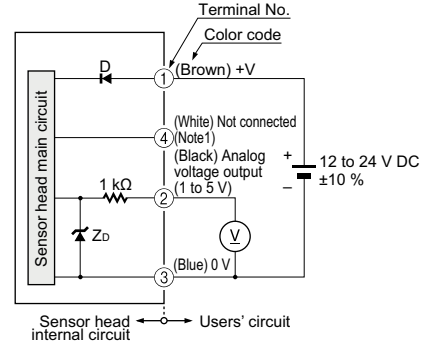 Terminal No.
Color code
D
1
(Brown) +V
Sensor head main circuit
4
(White) Not connected
(Note1)
(Black) Analog
voltage output
(1 to 5 V)
1 kΩ
2
+
12 to 24 V DC
±10 %
−
V
ZD
3
(Blue) 0 V
Sensor head
internal circuit
Users' circuit